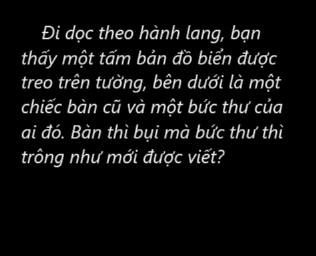 Đi dọc theo hành lang, bạn
thấy một tấm bản đồ biển được
treo trên tường, bên dưới là một
chiếc bàn cũ và một bức thư của
ai đó. Bàn thì bụi mà bức thư thì
trông như mới được viết?